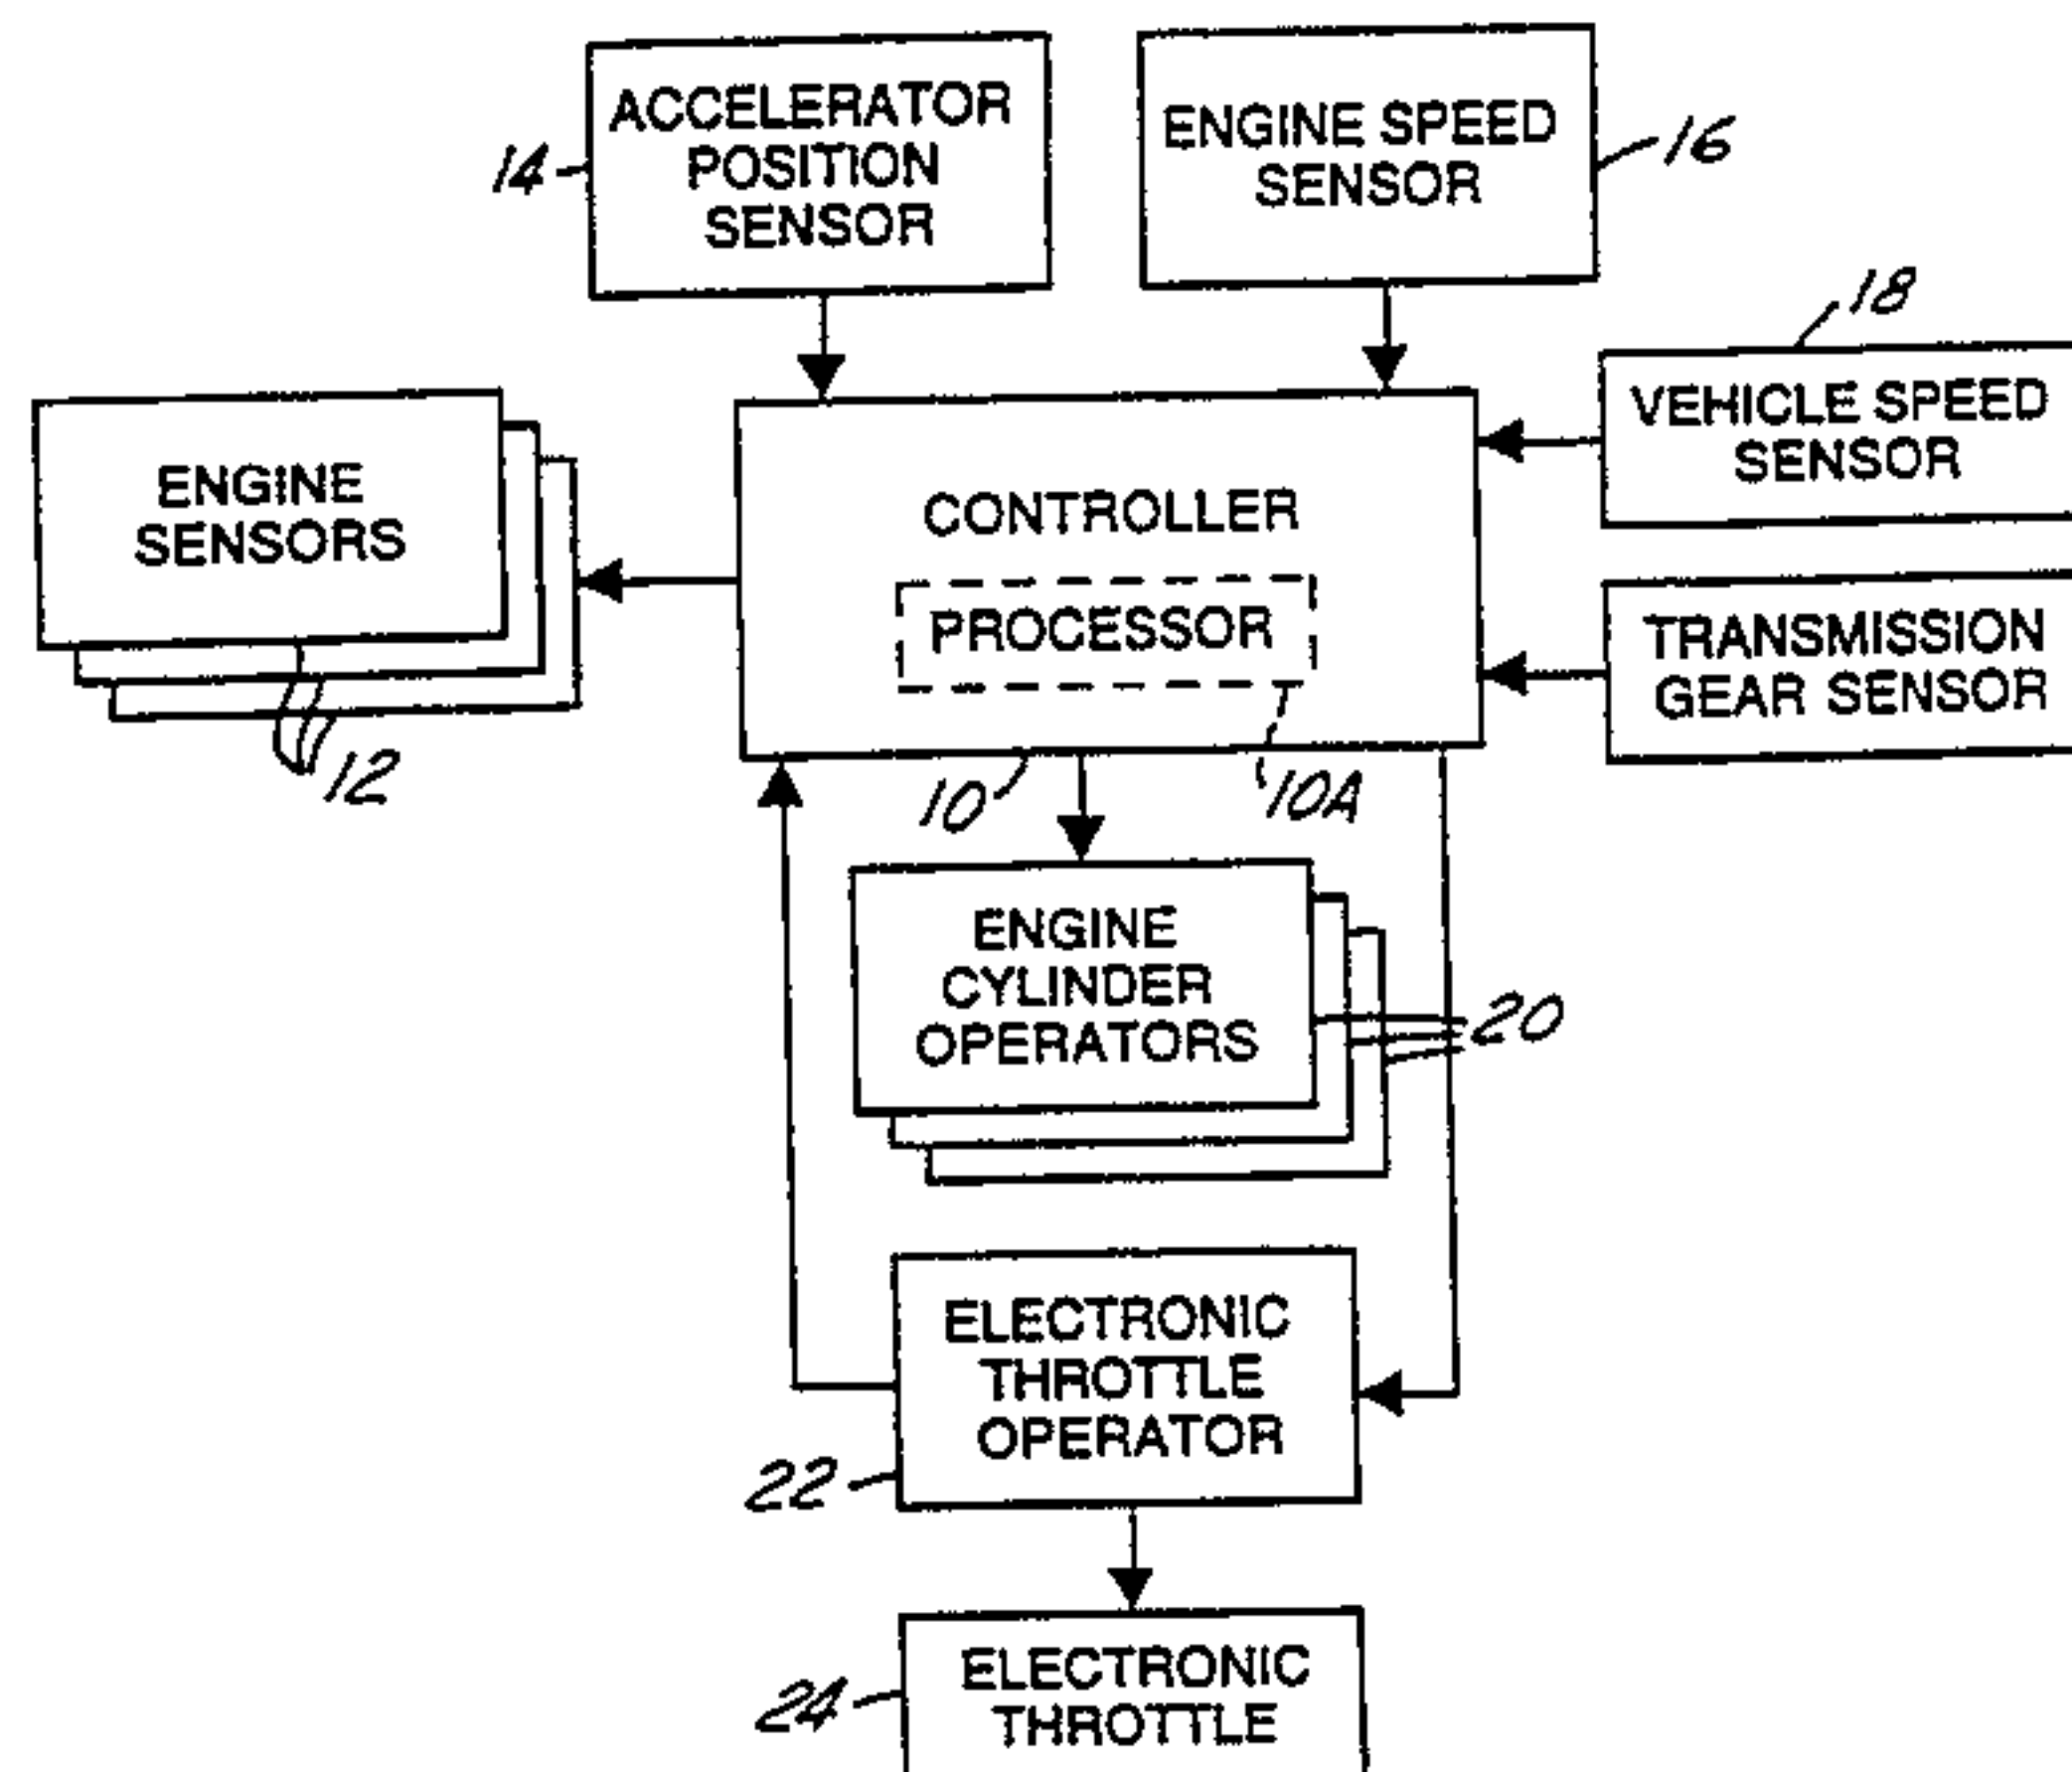 ACCELERATOR
POSITION
SENSOR
14
ENGINE SPEED
SENSOR
16
18
VEHICLE SPEED
SENSOR
ENGINE
SENSORS
12
CONTROLLER
PROCESSOR
TRANSMISSION
GEAR SENSOR
10
10A
ENGINE
CYLINDER
OPERATORS
20
ELECTRONIC
THROTTLE
OPERATOR
22
ELECTRONIC
THROTTLE
24